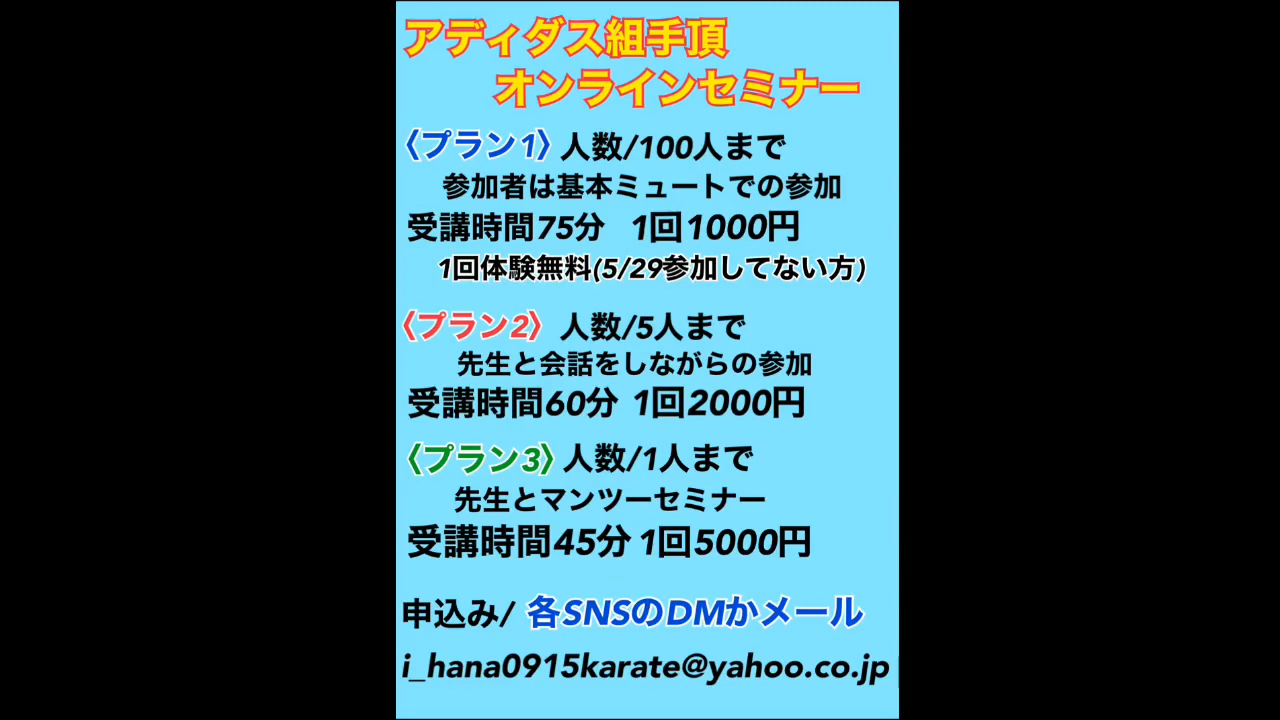 アディダス組手頂
オンラインセミナー
〈プラン1〉人数/100人まで
参加者は基本ミュートでの参加
受講時間75分 1回1000円
1回体験無料(5/29参加してない方)
〈プラン2〉人数/5人まで
先生と会話をしながらの参加
受講時間60分 1回2000円
〈プラン3〉人数/1人まで
先生とマンツーセミナー
受講時間45分 1回5000円
申込み/ 各SNSのDMかメール
i_hana0915karate@yahoo.co.jp